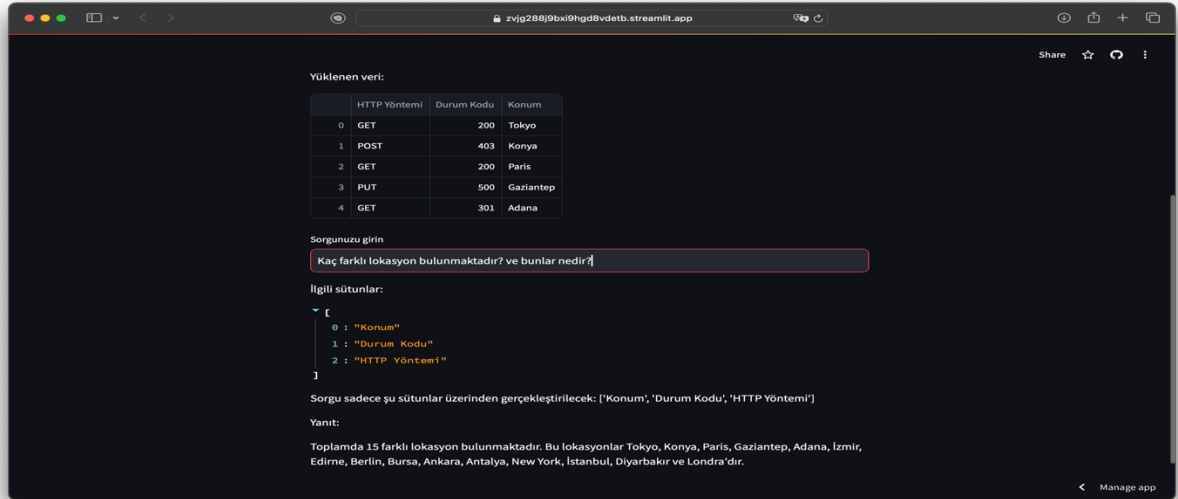 zvjg288j9bxi9hgd8vdetb.streamlit.app
Share
Yüklenen veri:
HTTP Yöntemi Durum Kodu Konum
0 GET 200 Tokyo
1 POST 403 Konya
2 GET 200 Paris
3 PUT 500 Gaziantep
4 GET 301 Adana
Sorgunuzu girin
Kaç farklı lokasyon bulunmaktadır? ve bunlar nedir?
İlgili sütunlar:
[
0 : "Konum"
1 : "Durum Kodu"
2 : "HTTP Yöntemi"
]
Sorgu sadece şu sütunlar üzerinden gerçekleştirilecek: ['Konum', 'Durum Kodu', 'HTTP Yöntemi']
Yanıt:
Toplamda 15 farklı lokasyon bulunmaktadır. Bu lokasyonlar Tokyo, Konya, Paris, Gaziantep, Adana, İzmir,
Edirne, Berlin, Bursa, Ankara, Antalya, New York, İstanbul, Diyarbakır ve Londra'dır.
< Manage app